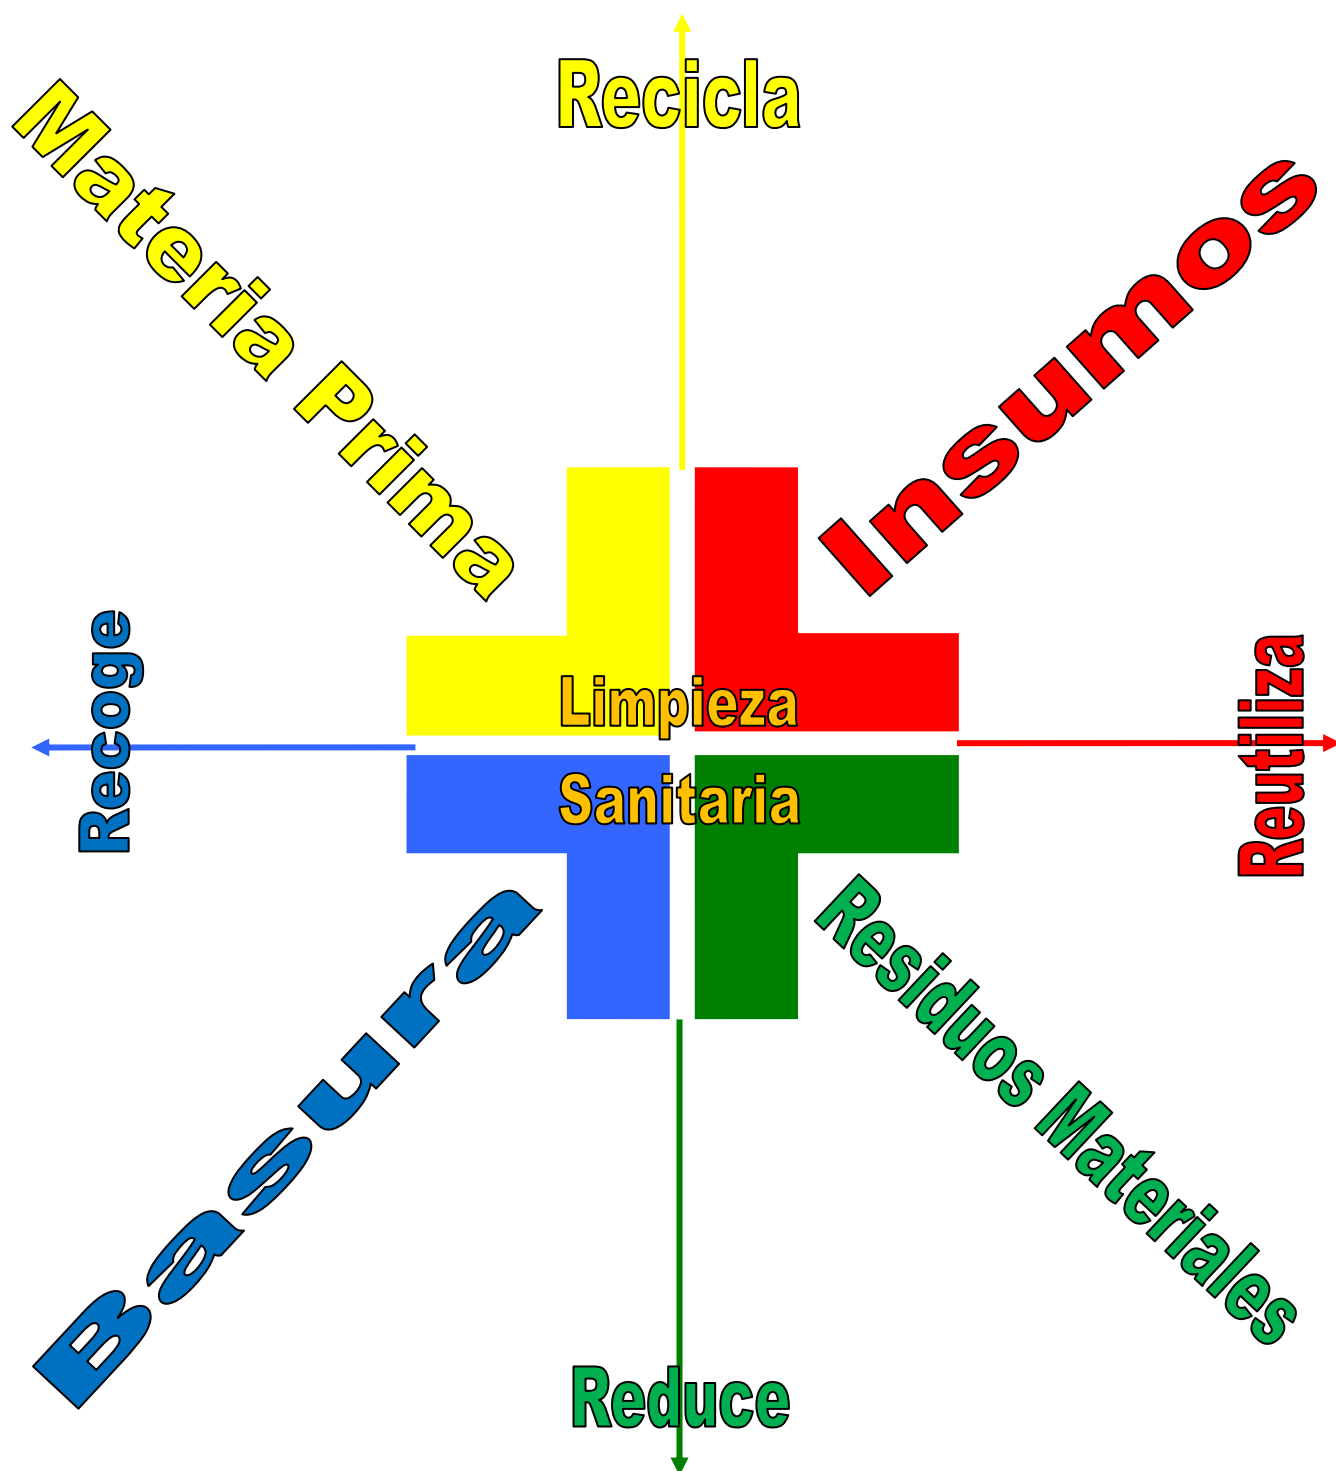 Recicla
Materia Prima
Insumos
Recoge
Limpieza
Sanitaria
Reutiliza
Basura
Residuos Materiales
Reduce